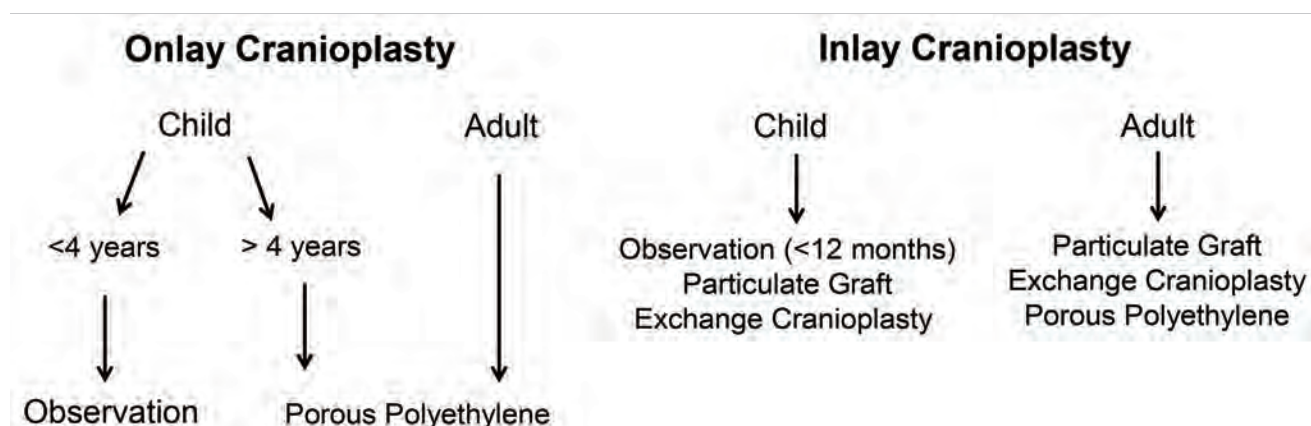 Onlay Cranioplasty
Child
Adult
<4 years
> 4 years
Observation
Porous Polyethylene
Inlay Cranioplasty
Child
Adult
Observation (<12 months)
Particulate Graft
Exchange Cranioplasty
Particulate Graft
Exchange Cranioplasty
Porous Polyethylene